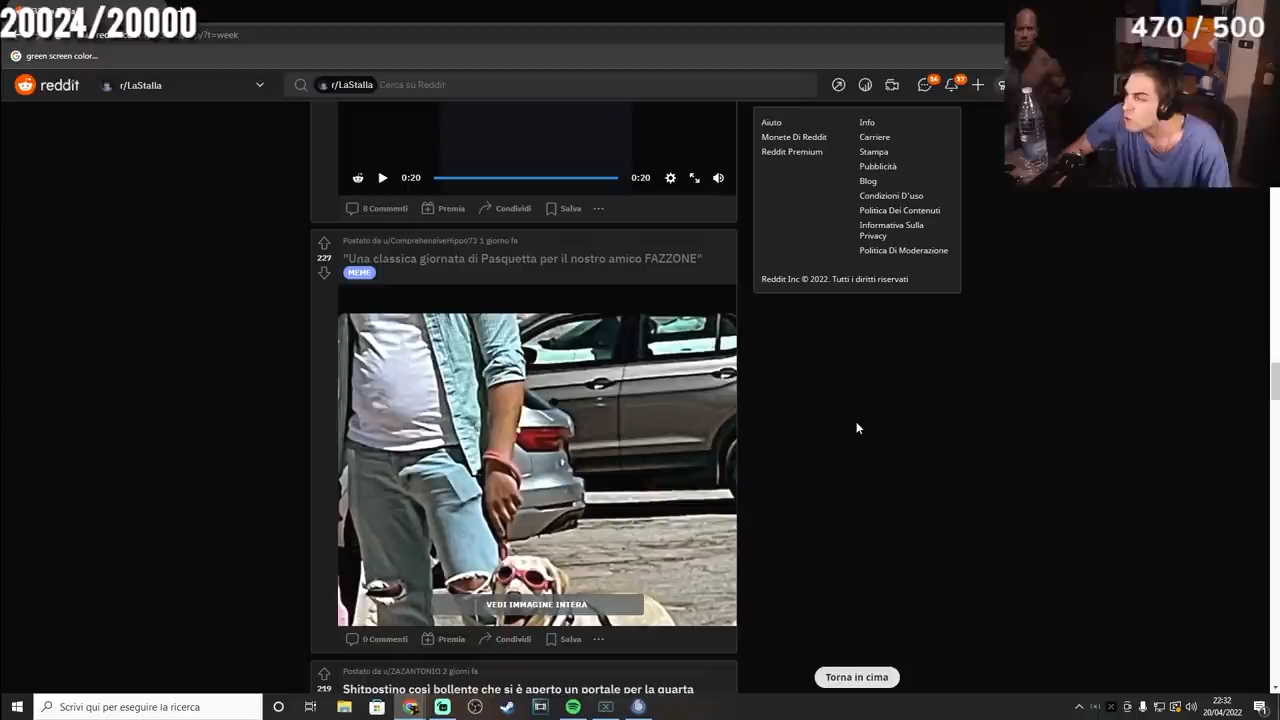 20024/20000
470 / 500
/?t=week
green screen color...
reddit
r/LaStalla
r/LaStalla
Cerca su Reddit
16
17
Aiuto
Info
Monete Di Reddit
Carriere
Reddit Premium
Stampa
Pubblicità
Blog
Condizioni D'uso
Politica Dei Contenuti
Informativa Sulla
Privacy
Politica Di Moderazione
Reddit Inc © 2022. Tutti i diritti riservati
0:20
0:20
8 Commenti
Premia
Condividi
Salva
Postato da u/ComprehensiveHippo73 1 giorno fa
227
"Una classica giornata di Pasquetta per il nostro amico FAZZONE"
MEME
VEDI IMMAGINE INTERA
0 Commenti
Premia
Condividi
Salva
Postato da u/ZAZANTONIO 2 giorni fa
219
Shitpostino così bollente che si è aperto un portale per la quarta
Torna in cima
Scrivi qui per eseguire la ricerca
22:32
20/04/2022
1